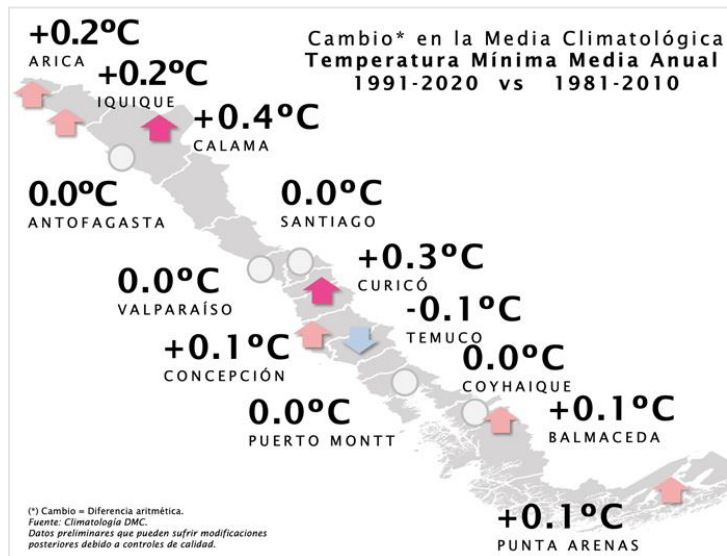 Cambio* en la Media Climatológica
Temperatura Mínima Media Anual
1991-2020 vs 1981-2010
+0.2ºC
ARICA
+0.2ºC
IQUIQUE
+0.4ºC
CALAMA
0.0ºC
ANTOFAGASTA
0.0ºC
SANTIAGO
0.0ºC
VALPARAÍSO
+0.3ºC
CURICÓ
+0.1ºC
CONCEPCIÓN
-0.1ºC
TEMUCO
0.0ºC
PUERTO MONTT
0.0ºC
COYHAIQUE
+0.1ºC
BALMACEDA
+0.1ºC
PUNTA ARENAS
(*) Cambio = Diferencia aritmética.
Fuente: Climatología DMC.
Datos preliminares que pueden sufrir modificaciones
posteriores debido a controles de calidad.